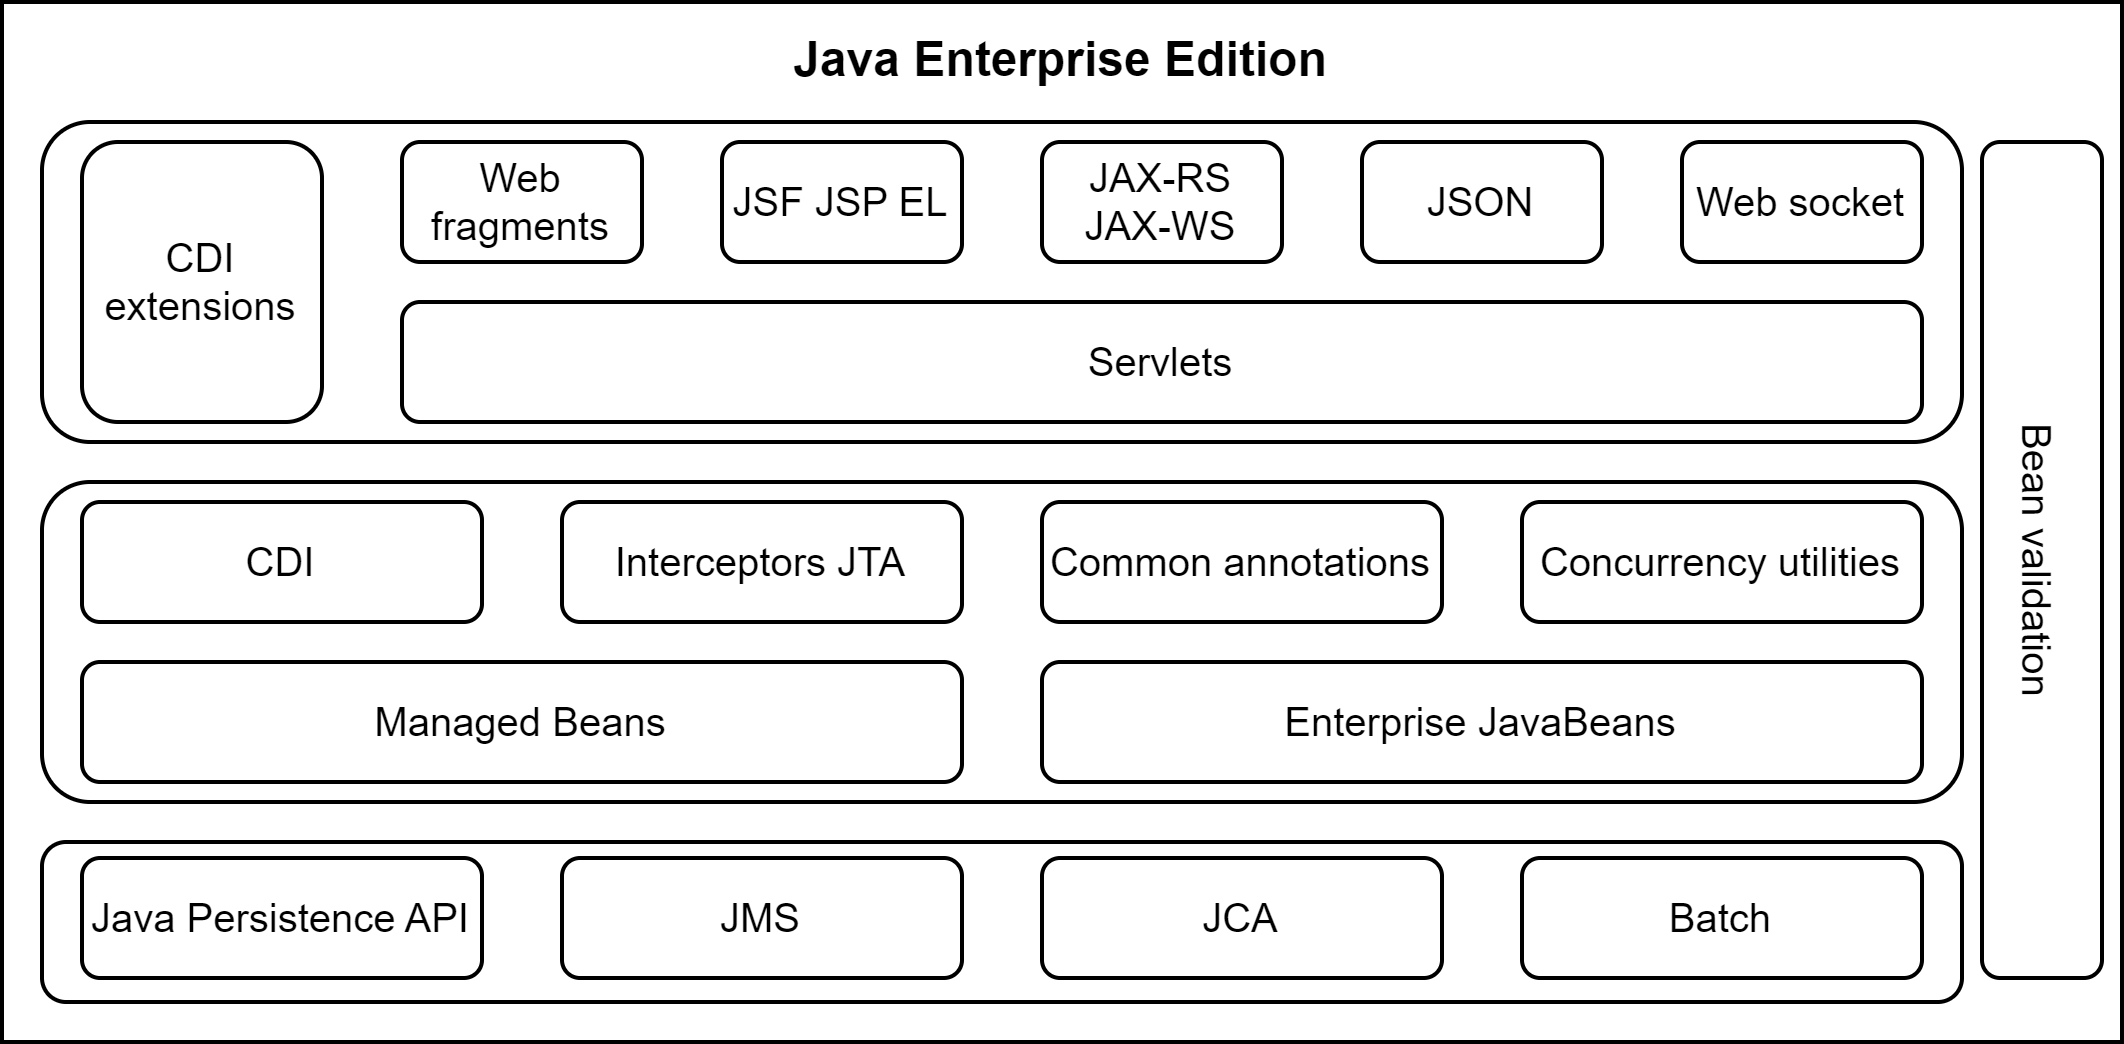 Java Enterprise Edition
CDI
extensions
Web
fragments
JSF JSP EL
JAX-RS
JAX-WS
JSON
Web socket
Servlets
CDI
Interceptors JTA
Common annotations
Concurrency utilities
Managed Beans
Enterprise JavaBeans
Java Persistence API
JMS
JCA
Batch
Bean validation